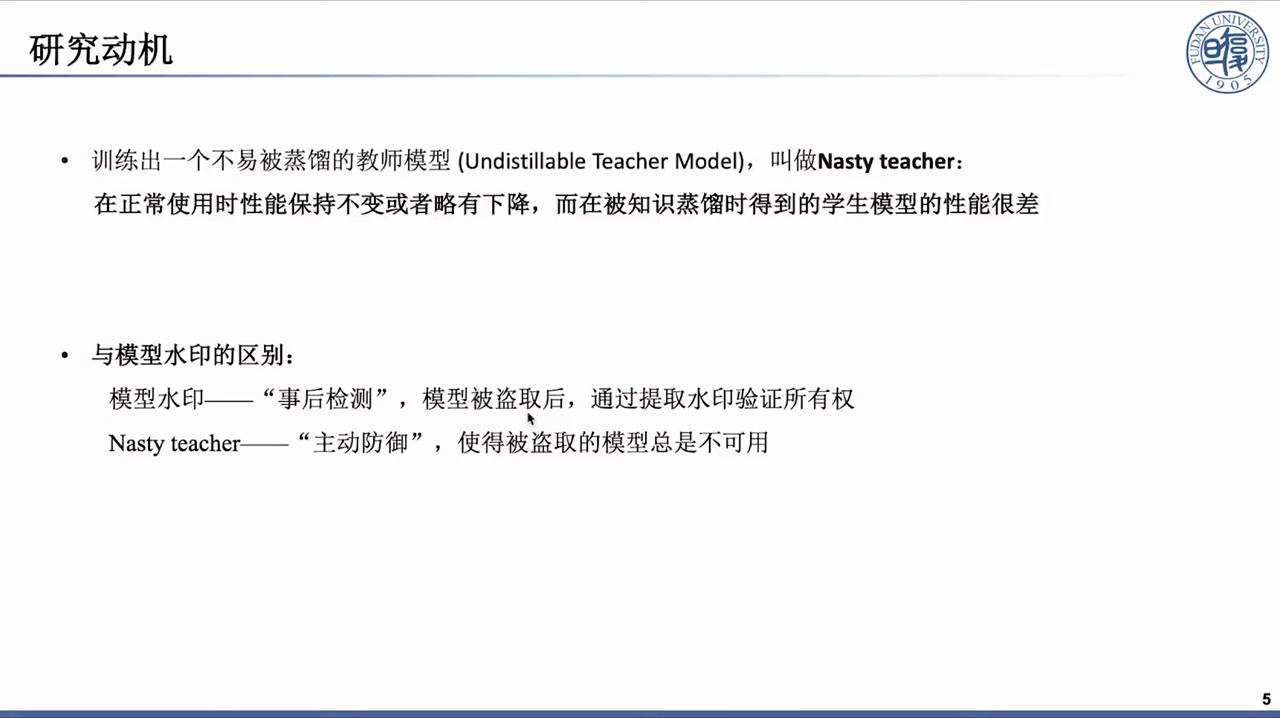 研究动机
FUDAN UNIVERSITY
1905
• 训练出一个不易被蒸馏的教师模型 (Undistillable Teacher Model)，叫做Nasty teacher：
在正常使用时性能保持不变或者略有下降，而在被知识蒸馏时得到的学生模型的性能很差
• 与模型水印的区别：
模型水印——“事后检测”，模型被盗取后，通过提取水印验证所有权
Nasty teacher——“主动防御”，使得被盗取的模型总是不可用
5